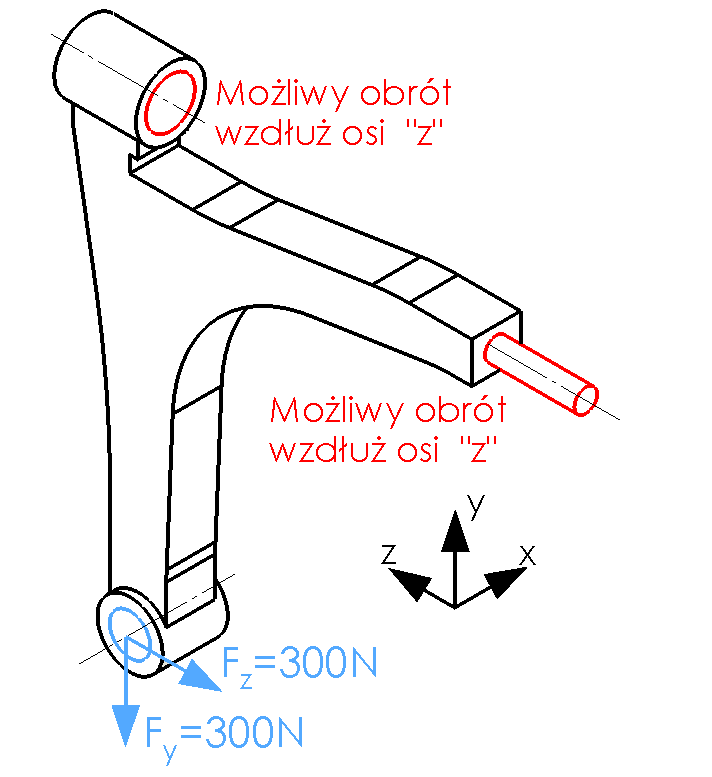 Możliwy obrót
wzdłuż osi "z"
Możliwy obrót
wzdłuż osi "z"
y
z
x
Fz=300N
Fy=300N